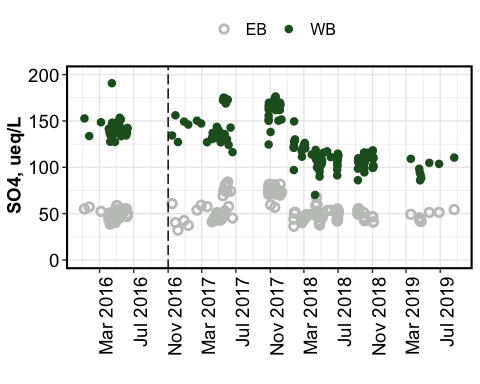 EB WB
SO4, ueq/L
200
150
100
50
0
Mar 2016
Jul 2016
Nov 2016
Mar 2017
Jul 2017
Nov 2017
Mar 2018
Jul 2018
Nov 2018
Mar 2019
Jul 2019